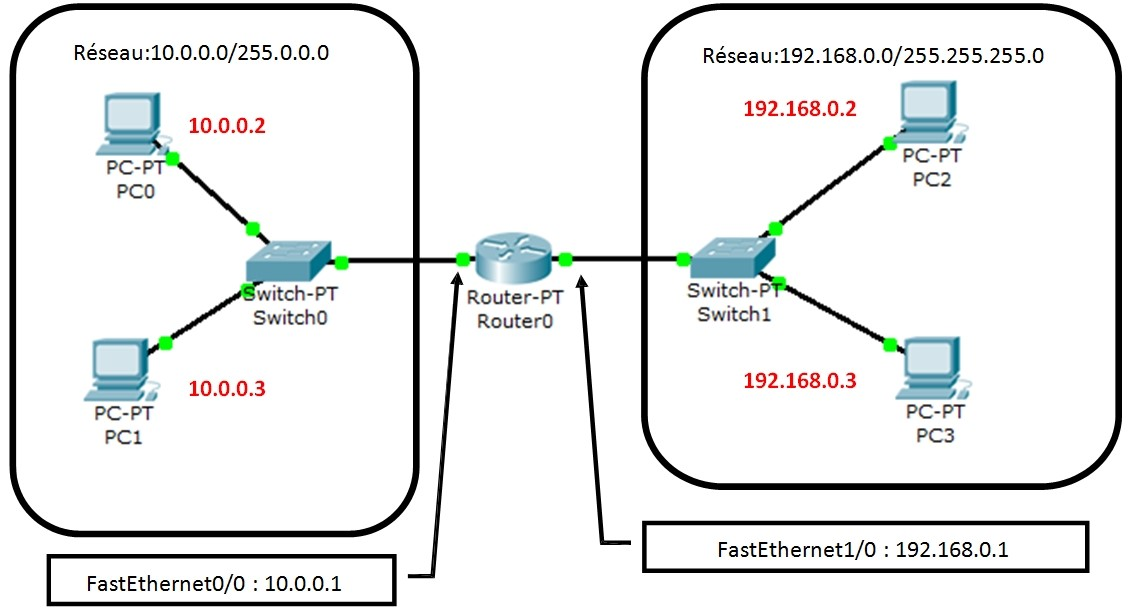 Réseau:10.0.0.0/255.0.0.0
10.0.0.2
PC-PT
PC0
Switch-PT
Switch0
10.0.0.3
PC-PT
PC1
FastEthernet0/0 : 10.0.0.1
Router-PT
Router0
Réseau:192.168.0.0/255.255.255.0
192.168.0.2
PC-PT
PC2
Switch-PT
Switch1
192.168.0.3
PC-PT
PC3
FastEthernet1/0 : 192.168.0.1